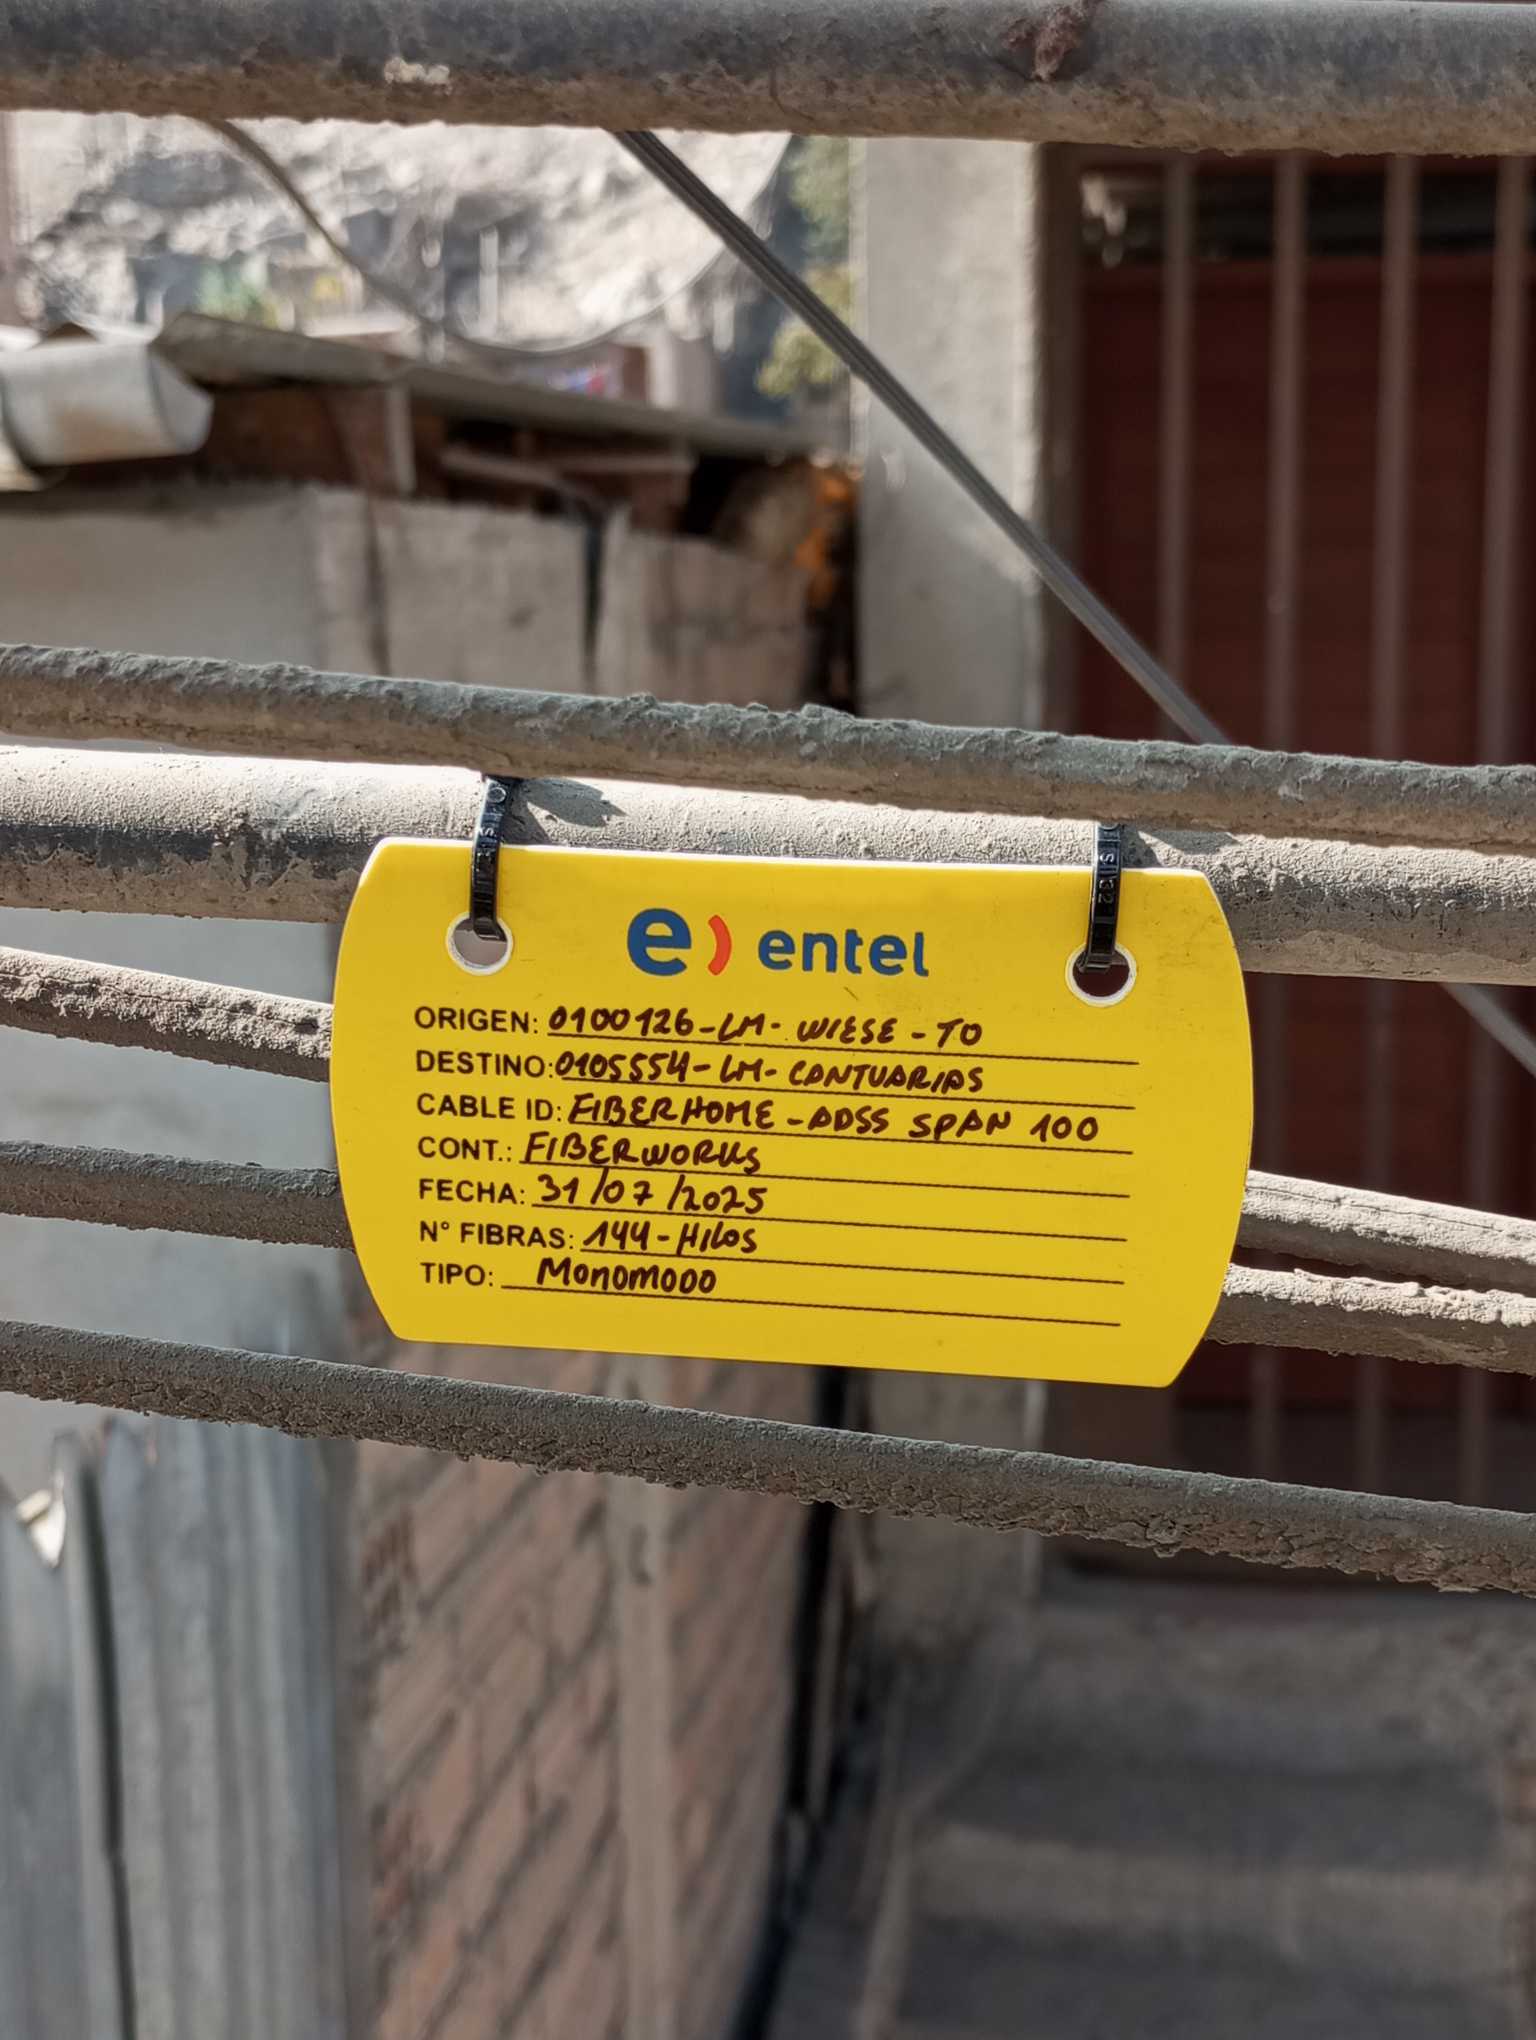 e) entel
ORIGEN: 0100126-LM- WIESE - TO
DESTINO: 0105554- LM- CANTUARIAS
CABLE ID: FIBERHOME - ADSS SPAN 100
CONT.: FIBERWORKS
FECHA: 31/07/2025
N° FIBRAS: 144 - HILOS
TIPO: MONOMODO